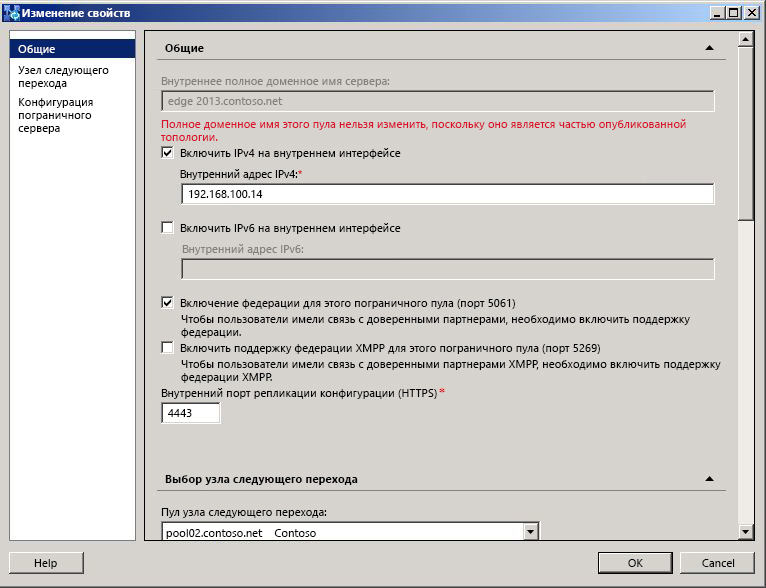 Изменение свойств
Общие
Узел следующего
перехода
Конфигурация
пограничного
сервера
Общие
Внутреннее полное доменное имя сервера:
edge 2013.contoso.net
Полное доменное имя этого пула нельзя изменить, поскольку оно является частью опубликованной
топологии.
Включить IPv4 на внутреннем интерфейсе
Внутренний адрес IPv4:*
192.168.100.14
Включить IPv6 на внутреннем интерфейсе
Внутренний адрес IPv6:
Включение федерации для этого пограничного пула (порт 5061)
Чтобы пользователи имели связь с доверенными партнерами, необходимо включить поддержку
федерации.
Включить поддержку федерации XMPP для этого пограничного пула (порт 5269)
Чтобы пользователи имели связь с доверенными партнерами XMPP, необходимо включить поддержку
федерации XMPP.
Внутренний порт репликации конфигурации (HTTPS) *
4443
Выбор узла следующего перехода
Пул узла следующего перехода:
pool02.contoso.net Contoso
Help
OK
Cancel